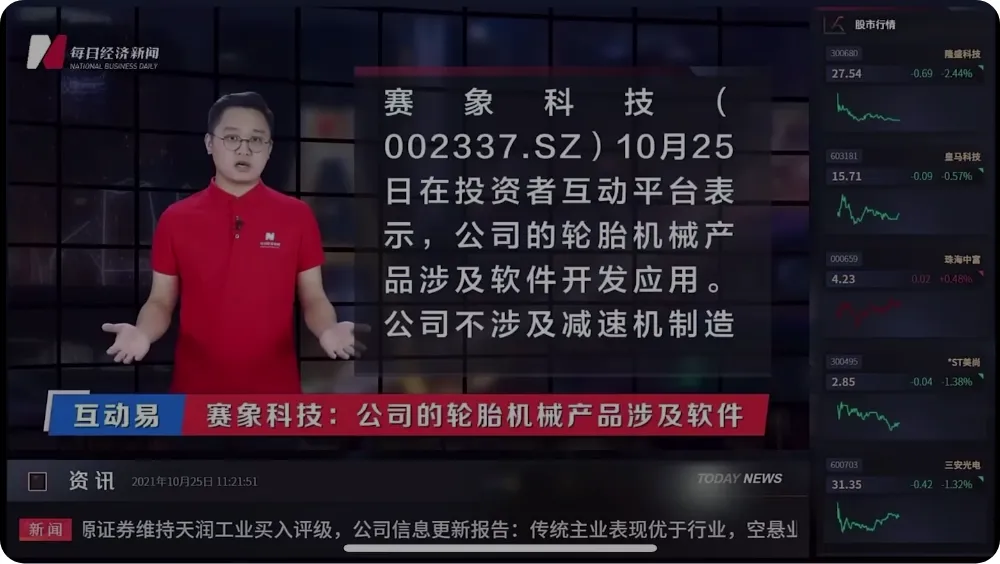 每日经济新闻
NATIONAL BUSINESS DAILY
赛象科技（
002337.SZ）10月25
日在投资者互动平台表
示，公司的轮胎机械产
品涉及软件开发应用。
公司不涉及减速机制造
互动易
赛象科技：公司的轮胎机械产品涉及软件
资讯
2021年10月25日 11:21:51
TODAY NEWS
新闻
原证券维持天润工业买入评级，公司信息更新报告：传统主业表现优于行业，空悬业
股市行情
300680 隆盛科技
27.54 -0.69 -2.44%
603181 皇马科技
15.71 -0.09 -0.57%
000659 珠海中富
4.23 0.02 +0.48%
300495 *ST美尚
2.85 -0.04 -1.38%
600703 三安光电
31.35 -0.42 -1.32%